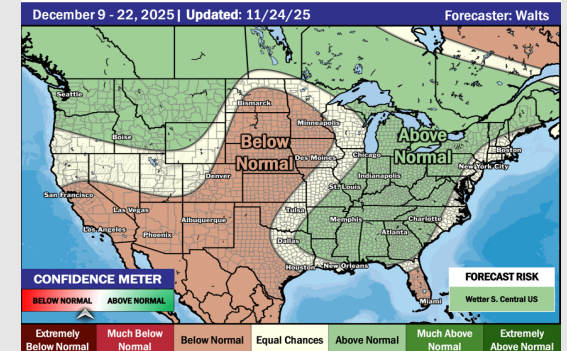 December 9 - 22, 2025 | Updated: 11/24/25
Forecaster: Walts
Seattle
Bismarck
Minneapolis
Boise
Below
Normal
Above
Normal
Boston
Chicago
New York City
Des Moines
Denver
Indianapolis
San Francisco
St. Louis
Las Vegas
Tulsa
Charlotte
Albuquerque
Memphis
Los Angeles
Phoenix
Atlanta
Dallas
Houston
New Orleans
Miami
CONFIDENCE METER
BELOW NORMAL
ABOVE NORMAL
FORECAST RISK
Wetter S. Central US
Extremely
Below Normal
Much Below
Normal
Below Normal
Equal Chances
Above Normal
Much Above
Normal
Extremely
Above Normal